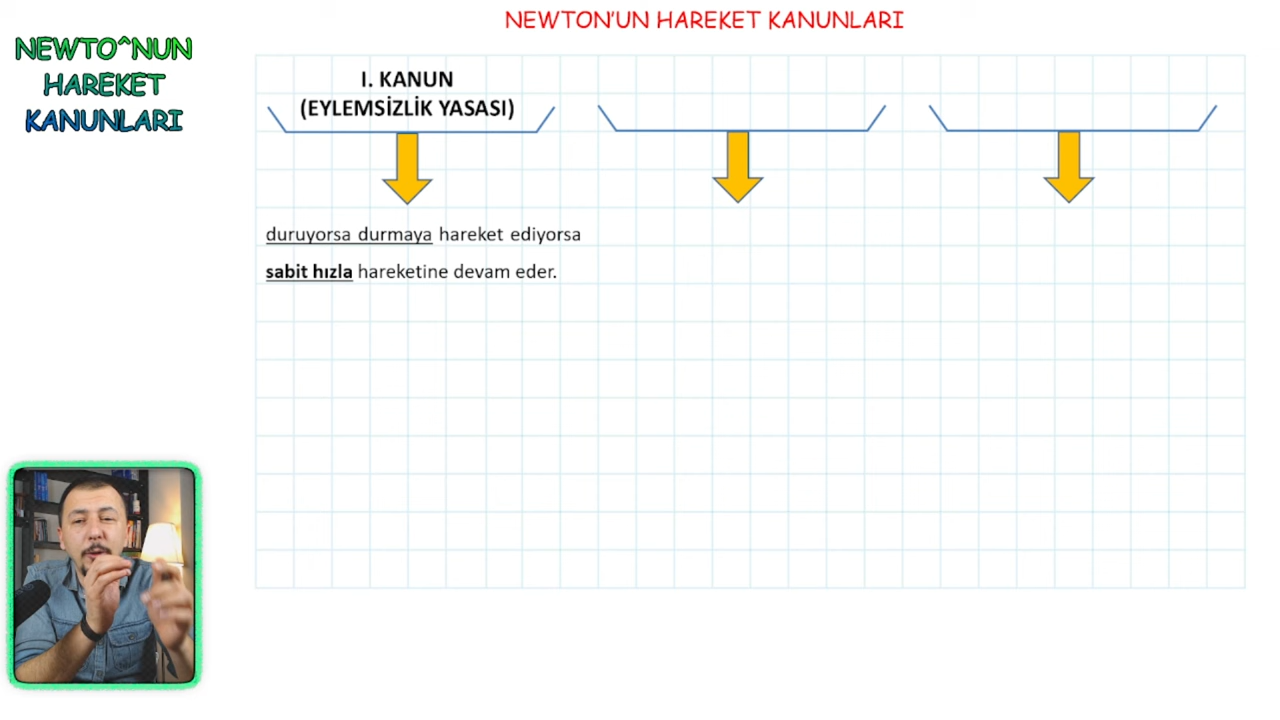 NEWTON'UN HAREKET KANUNLARI
NEWTO^NUN
HAREKET
KANUNLARI
I. KANUN
(EYLEMSİZLİK YASASI)
duruyorsa durmaya hareket ediyorsa
sabit hızla hareketine devam eder.